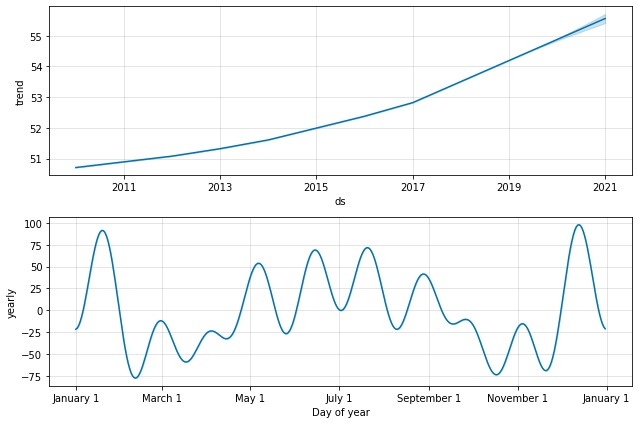 55
54
53
52
51
trend
2011 2013 2015 2017 2019 2021
ds
100
75
50
25
0
−25
−50
−75
yearly
January 1 March 1 May 1 July 1 September 1 November 1 January 1
Day of year